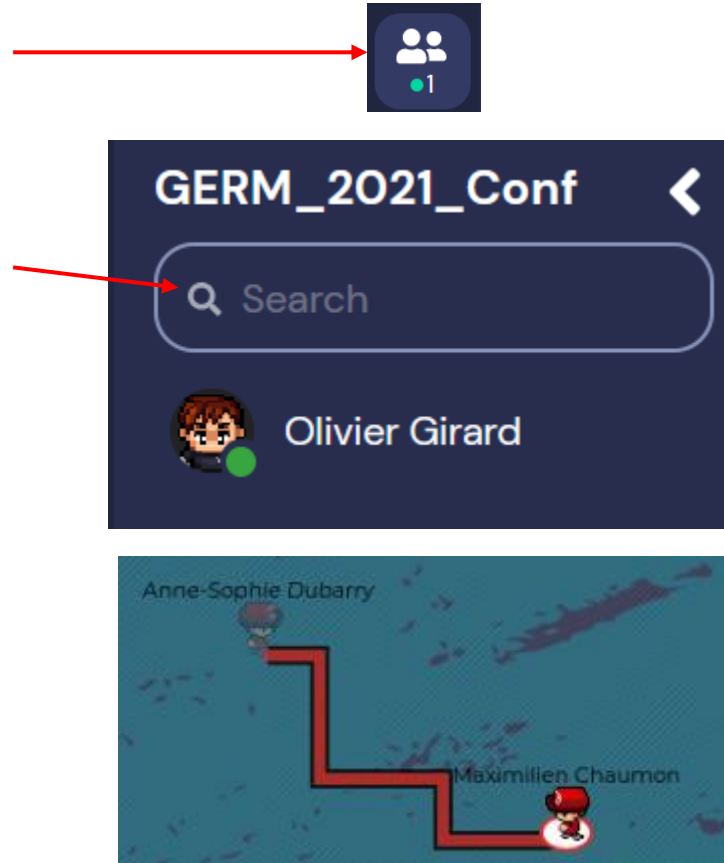 1
GERM_2021_Conf
Search
Olivier Girard
Anne-Sophie Dubarry
Maximilien Chaumon